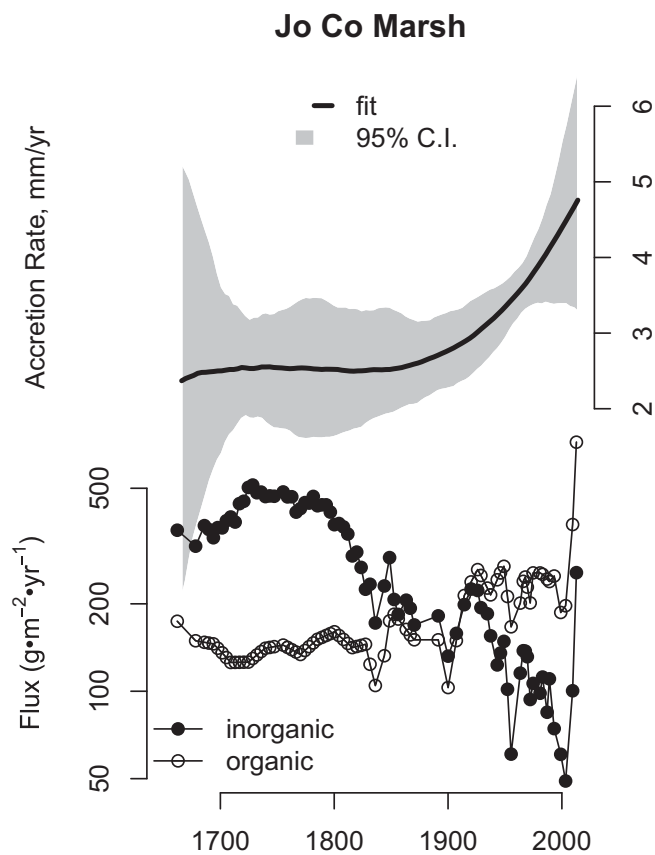 Jo Co Marsh
fit
95% C.I.
Accretion Rate, mm/yr
6
5
4
3
2
Flux (g•m⁻²•yr⁻¹)
500
200
100
50
inorganic
organic
1700 1800 1900 2000